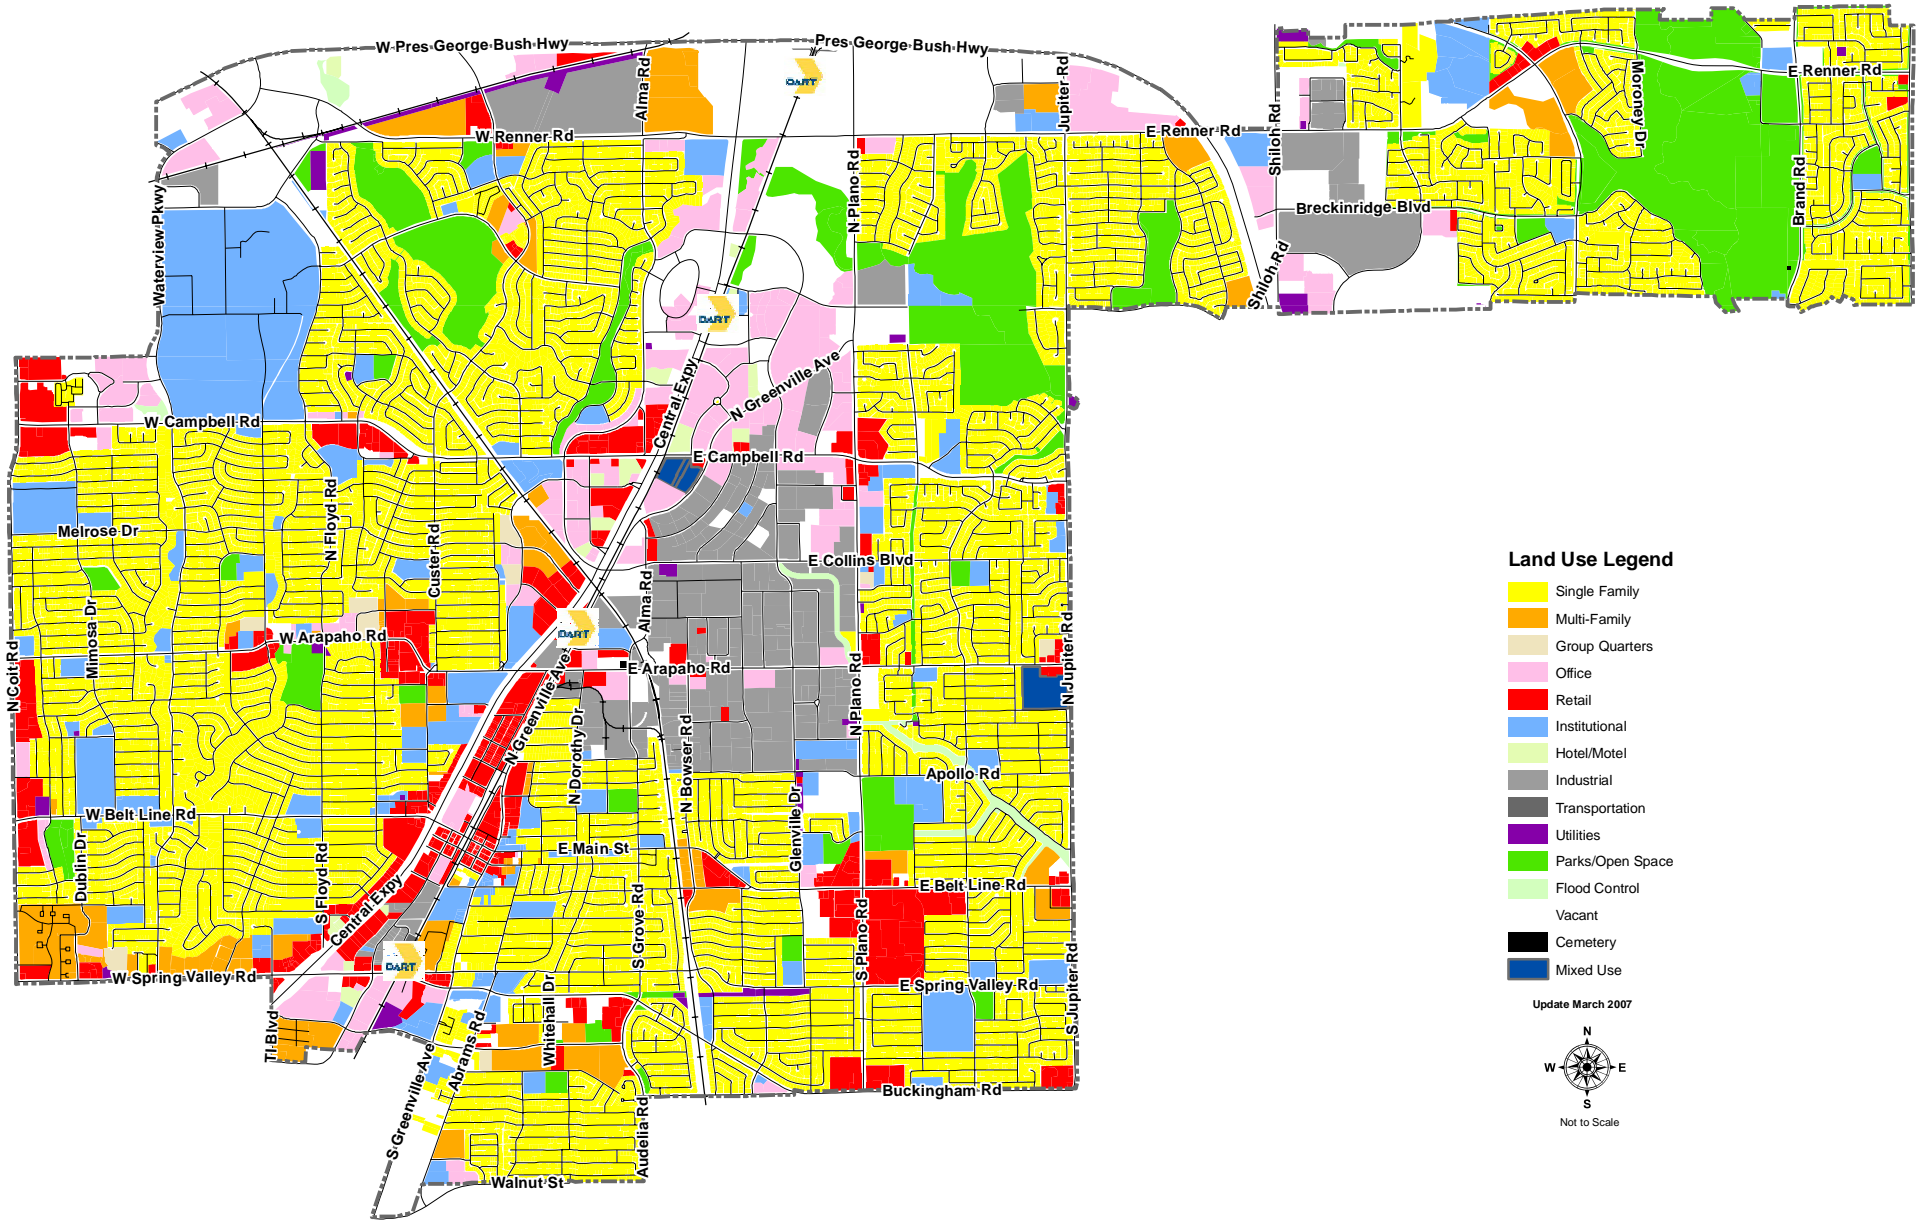 W Pres George Bush Hwy
Pres George Bush Hwy
DART
Alma Rd
Jupiter Rd
Shiloh Rd
Moroney Dr
E Renner Rd
W Renner Rd
E Renner Rd
N Plano Rd
Waterview Pkwy
Breckinridge Blvd
Brand Rd
Shiloh Rd
DART
Central Expy
N Greenville Ave
W Campbell Rd
E Campbell Rd
N Floyd Rd
Melrose Dr
Custer Rd
E Collins Blvd
Alma Rd
Mimosa Dr
W Arapaho Rd
DART
E Arapaho Rd
N Coit Rd
N Plano Rd
N Jupiter Rd
N Greenville Ave
N Dorothy Dr
N Bowser Rd
Apollo Rd
W Belt Line Rd
Glenville Dr
E Main St
Dublin Dr
S Floyd Rd
E Belt Line Rd
Central Expy
S Grove Rd
S Plano Rd
DART
W Spring Valley Rd
E Spring Valley Rd
S Jupiter Rd
TI Blvd
Whitehall Dr
Abrams Rd
S Greenville Ave
Buckingham Rd
Audelia Rd
Walnut St
Land Use Legend
Single Family
Multi-Family
Group Quarters
Office
Retail
Institutional
Hotel/Motel
Industrial
Transportation
Utilities
Parks/Open Space
Flood Control
Vacant
Cemetery
Mixed Use
Update March 2007
N
W
E
S
Not to Scale